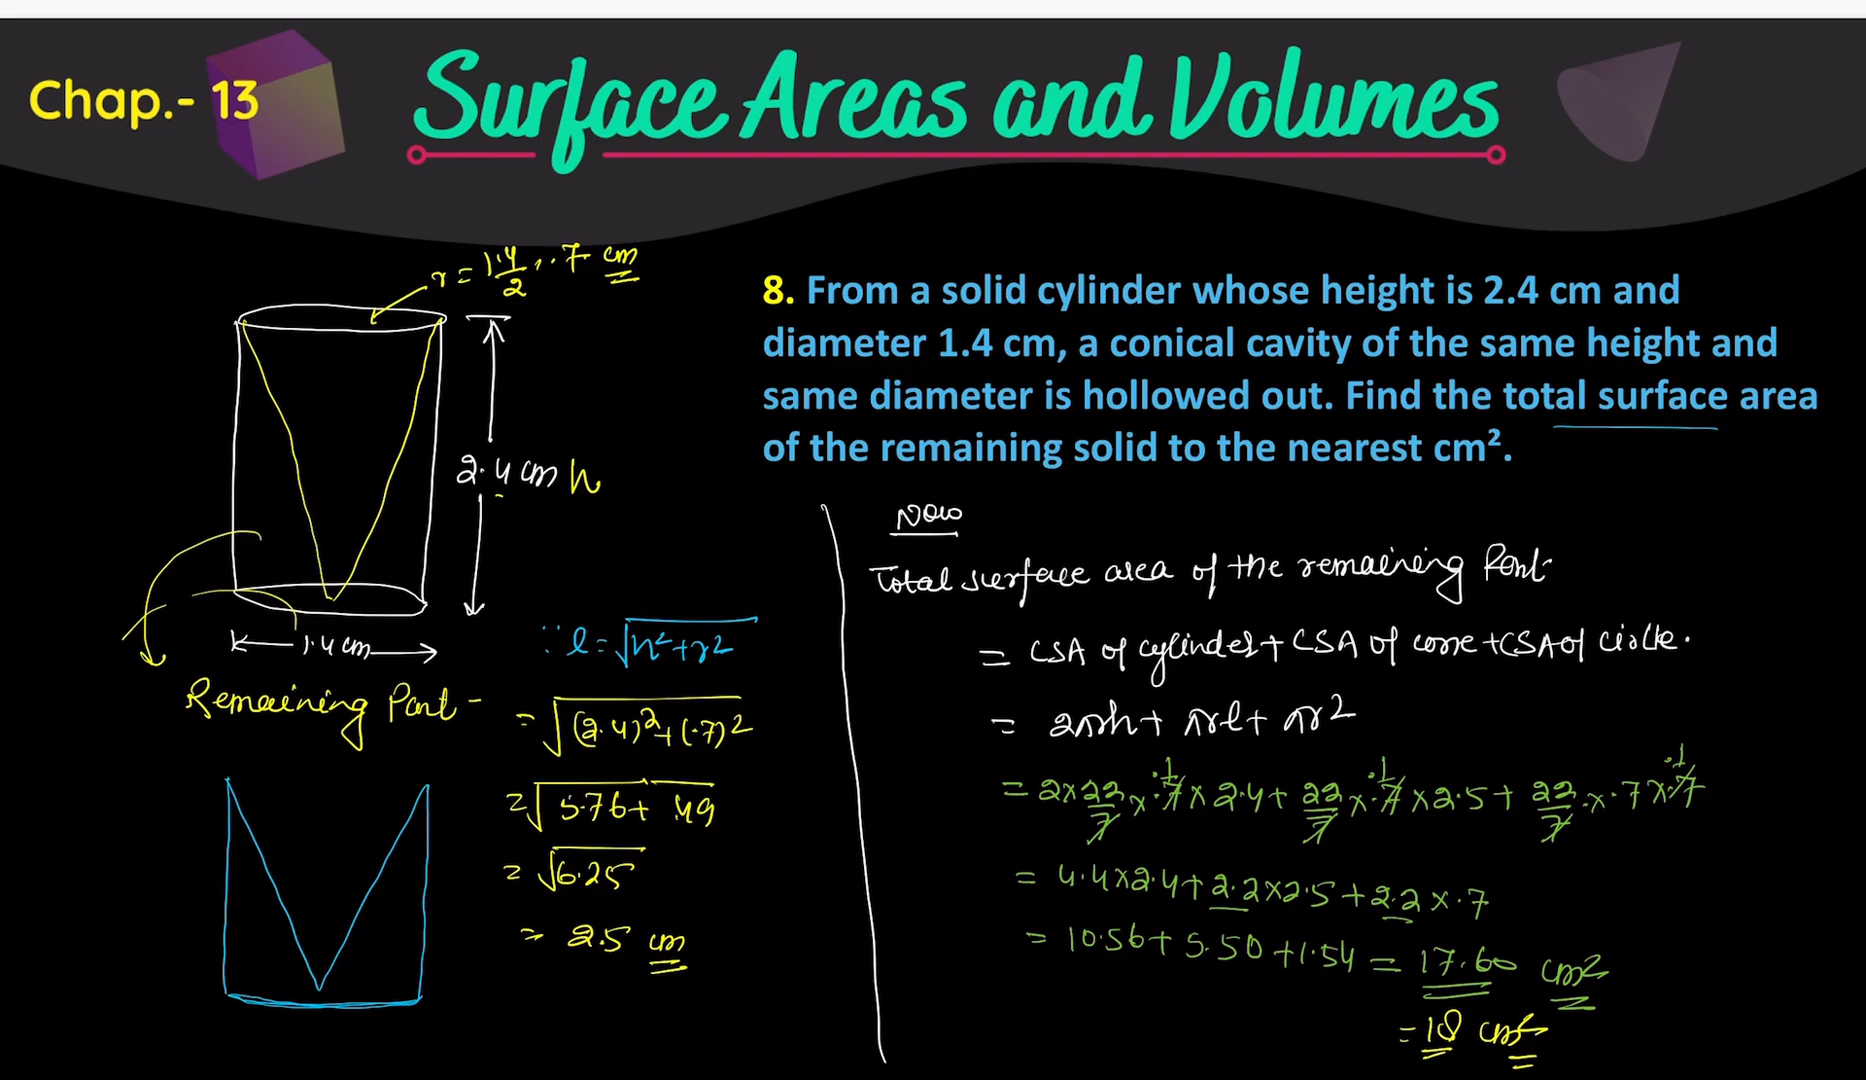 Chap.- 13
Surface Areas and Volumes
r = 1.4/2 = .7 cm
2.4 cm h
1.4 cm
Remaining Part -
8. From a solid cylinder whose height is 2.4 cm and
diameter 1.4 cm, a conical cavity of the same height and
same diameter is hollowed out. Find the total surface area
of the remaining solid to the nearest cm².
∵ l = √h²+r²
= √(2.4)²+(.7)²
= √5.76+.49
= √6.25
= 2.5 cm
Now
Total surface area of the remaining Part
= CSA of cylinder + CSA of cone + CSA of circle.
= 2πrh + πrl + πr²
= 2×22/7×.7×2.4+22/7×.7×2.5+22/7×.7×.7
= 4.4×2.4+2.2×2.5+2.2×.7
= 10.56+5.50+1.54 = 17.60 cm²
= 18 cm²